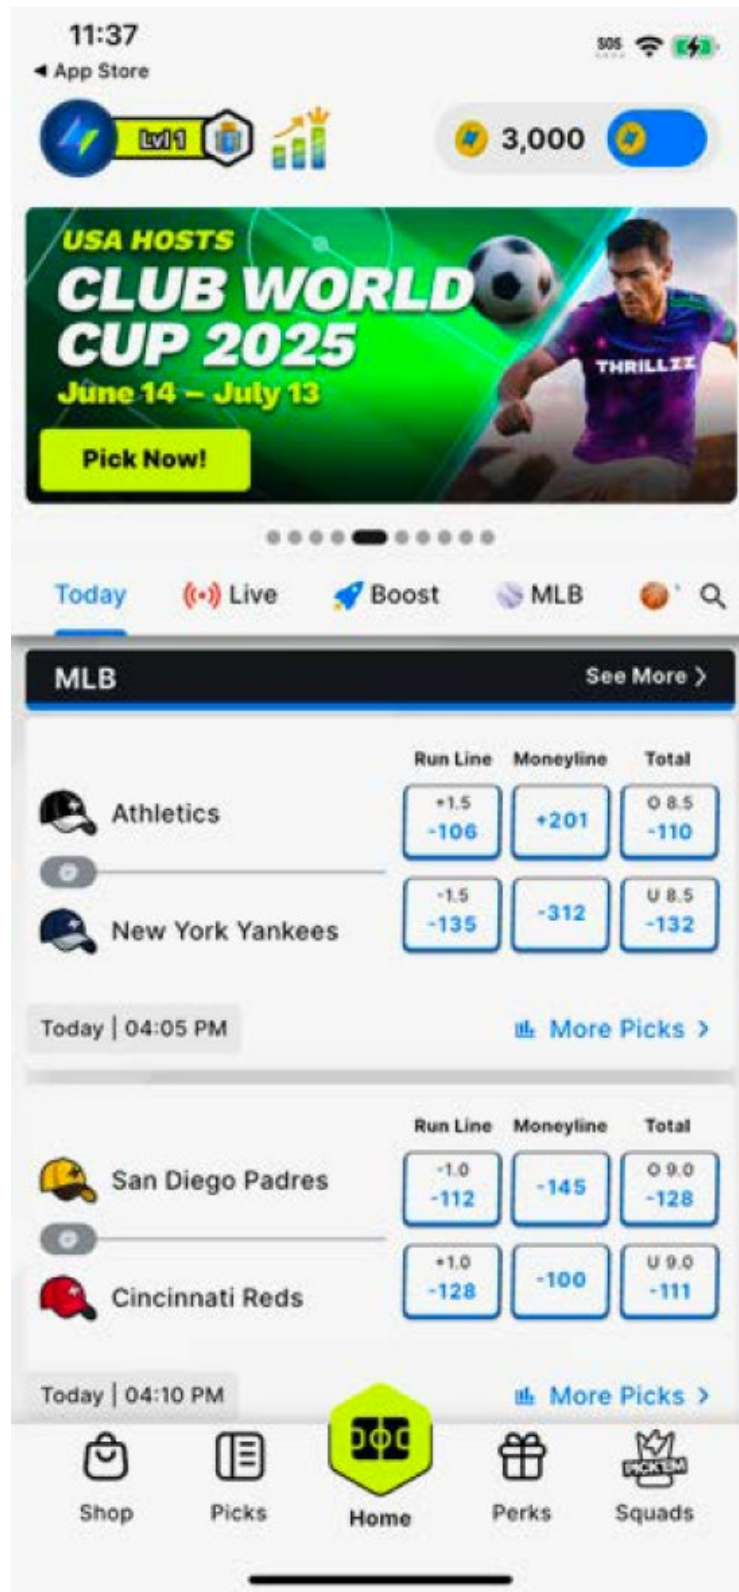 11:37
SOS
◀ App Store
Lvl 1
3,000
USA HOSTS
CLUB WORLD
CUP 2025
June 14 – July 13
THRILLZZ
Pick Now!
Today
Live
Boost
MLB
MLB
See More >
Run Line Moneyline Total
Athletics
+1.5
-106
+201
O 8.5
-110
New York Yankees
-1.5
-135
-312
U 8.5
-132
Today | 04:05 PM
More Picks >
Run Line Moneyline Total
San Diego Padres
-1.0
-112
-145
O 9.0
-128
Cincinnati Reds
+1.0
-128
-100
U 9.0
-111
Today | 04:10 PM
More Picks >
PICK'EM
Shop
Picks
Home
Perks
Squads